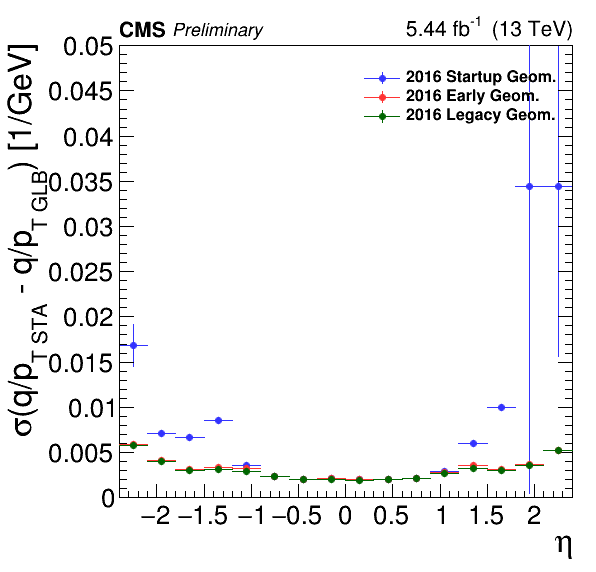 CMS Preliminary 5.44 fb-1 (13 TeV)
σ(q/pT STA - q/pT GLB) [1/GeV]
0.05
0.045
0.04
0.035
0.03
0.025
0.02
0.015
0.01
0.005
0
2016 Startup Geom.
2016 Early Geom.
2016 Legacy Geom.
−2 −1.5 −1 −0.5 0 0.5 1 1.5 2
η